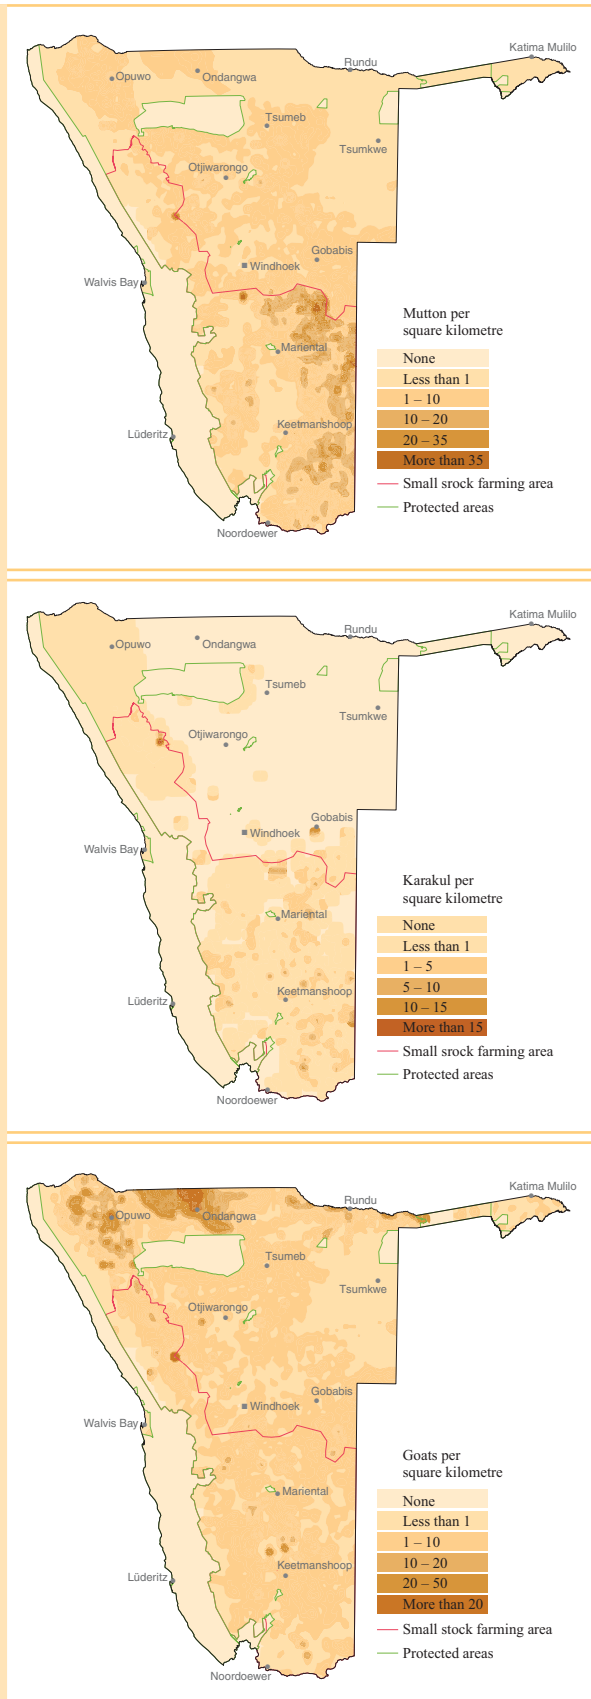 Katima Mulilo
Rundu
Opuwo
Ondangwa
Tsumeb
Tsumkwe
Otjiwarongo
Gobabis
Windhoek
Walvis Bay
Mutton per
square kilometre
None
Less than 1
1 – 10
10 – 20
20 – 35
More than 35
Small srock farming area
Protected areas
Mariental
Keetmanshoop
Lüderitz
Noordoewer
Katima Mulilo
Rundu
Opuwo
Ondangwa
Tsumeb
Tsumkwe
Otjiwarongo
Gobabis
Windhoek
Walvis Bay
Karakul per
square kilometre
None
Less than 1
1 – 5
5 – 10
10 – 15
More than 15
Small srock farming area
Protected areas
Mariental
Keetmanshoop
Lüderitz
Noordoewer
Katima Mulilo
Rundu
Opuwo
Ondangwa
Tsumeb
Tsumkwe
Otjiwarongo
Gobabis
Windhoek
Walvis Bay
Goats per
square kilometre
None
Less than 1
1 – 10
10 – 20
20 – 50
More than 20
Small stock farming area
Protected areas
Mariental
Keetmanshoop
Lüderitz
Noordoewer